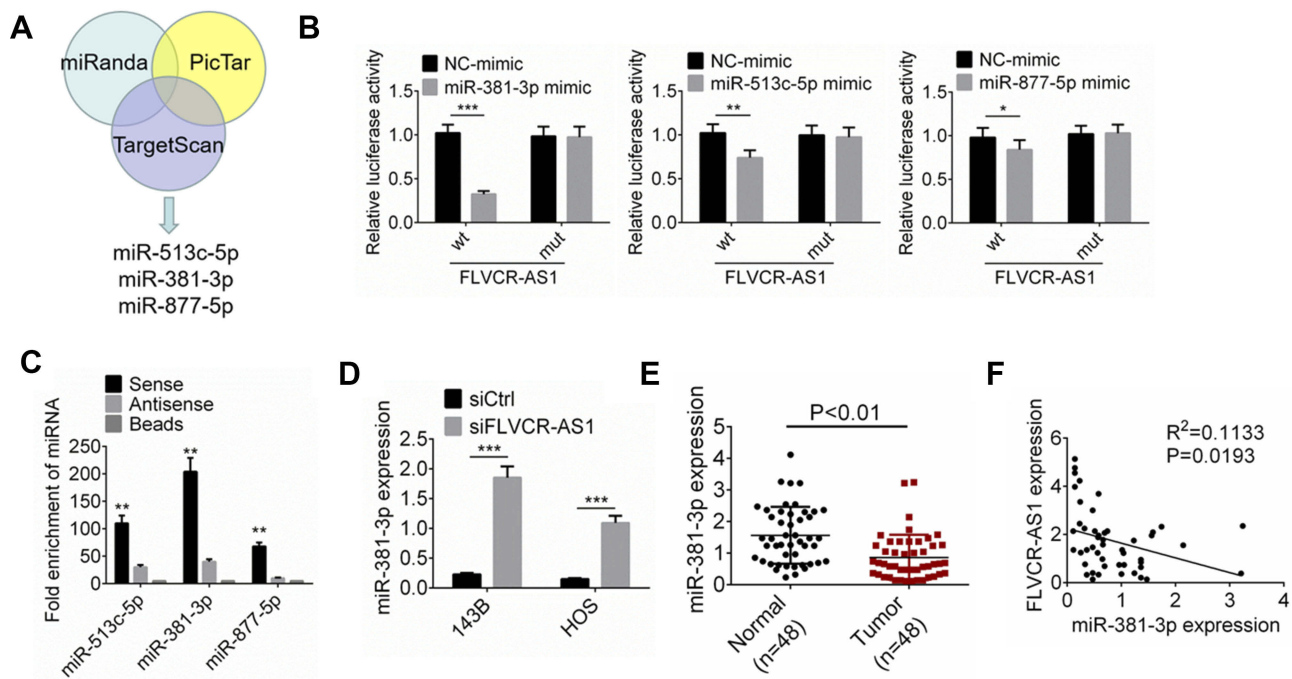 A
miRanda
PicTar
TargetScan
miR-513c-5p
miR-381-3p
miR-877-5p
B
Relative luciferase activity
NC-mimic
miR-381-3p mimic
1.5
1.0
0.5
0.0
***
wt
mut
FLVCR-AS1
Relative luciferase activity
NC-mimic
miR-513c-5p mimic
1.5
1.0
0.5
0.0
**
wt
mut
FLVCR-AS1
Relative luciferase activity
NC-mimic
miR-877-5p mimic
1.5
1.0
0.5
0.0
*
wt
mut
FLVCR-AS1
C
Sense
Antisense
Beads
Fold enrichment of miRNA
250
200
150
100
50
0
**
**
**
miR-513c-5p
miR-381-3p
miR-877-5p
D
siCtrl
siFLVCR-AS1
miR-381-3p expression
2.5
2.0
1.5
1.0
0.5
0.0
***
***
143B
HOS
E
P<0.01
miR-381-3p expression
5
4
3
2
1
0
Normal
(n=48)
Tumor
(n=48)
F
R²=0.1133
P=0.0193
FLVCR-AS1 expression
6
4
2
0
0
1
2
3
4
miR-381-3p expression